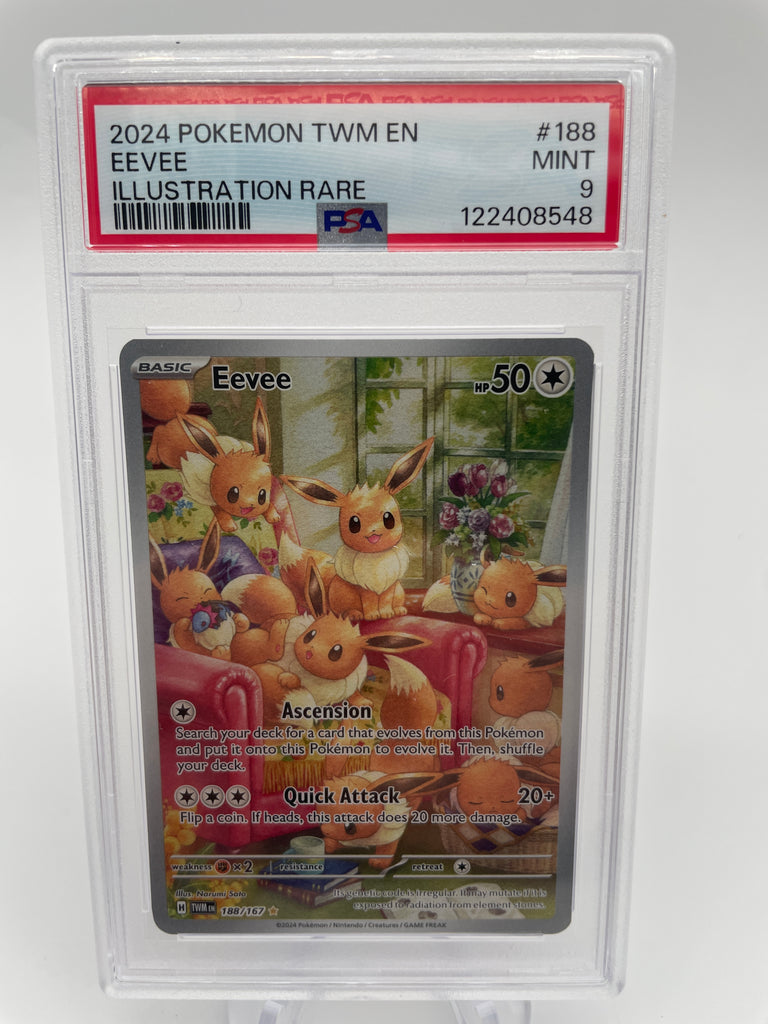 2024 POKEMON TWM EN #188
EEVEE MINT
ILLUSTRATION RARE 9
PSA 122408548
BASIC Eevee HP50
Ascension
Search your deck for a card that evolves from this Pokémon
and put it onto this Pokémon to evolve it. Then, shuffle
your deck.
Quick Attack 20+
Flip a coin. If heads, this attack does 20 more damage.
weakness ×2 resistance retreat
Illus. Narumi Sato
Its genetic code is irregular. It may mutate if it is
exposed to radiation from element stones.
H TWM EN 188/167
©2024 Pokémon / Nintendo / Creatures / GAME FREAK